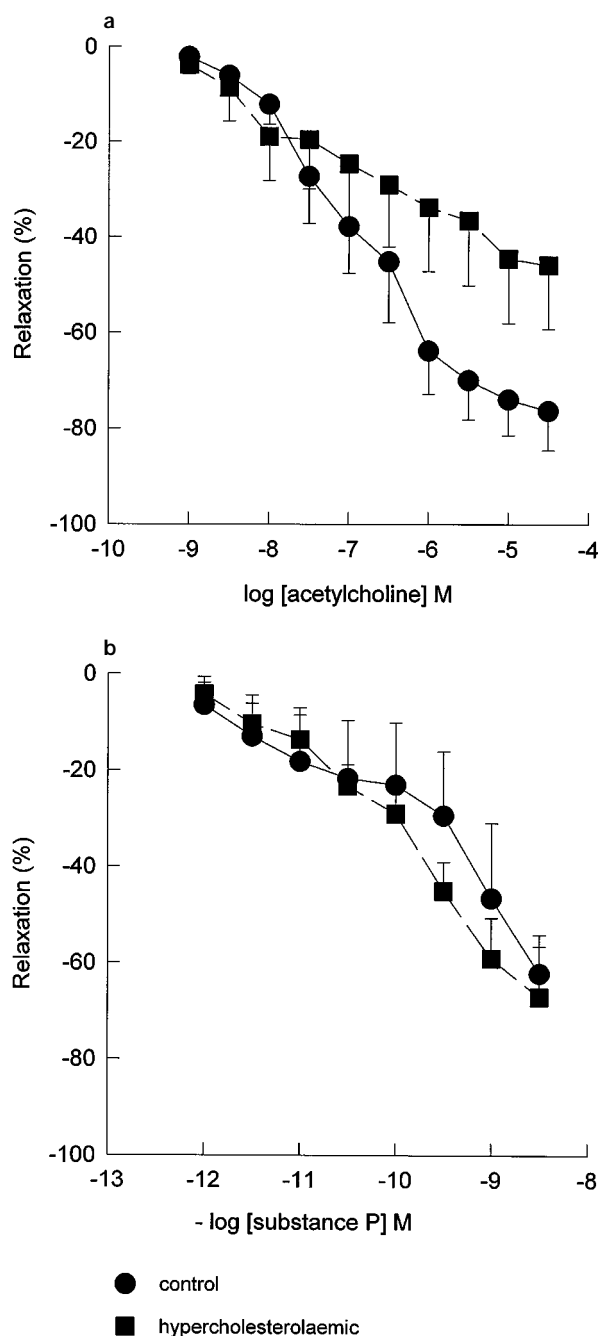 a
0
-20
-40
-60
-80
-100
Relaxation (%)
-10 -9 -8 -7 -6 -5 -4
log [acetylcholine] M
b
0
-20
-40
-60
-80
-100
Relaxation (%)
-13 -12 -11 -10 -9 -8
- log [substance P] M
control
hypercholesterolaemic